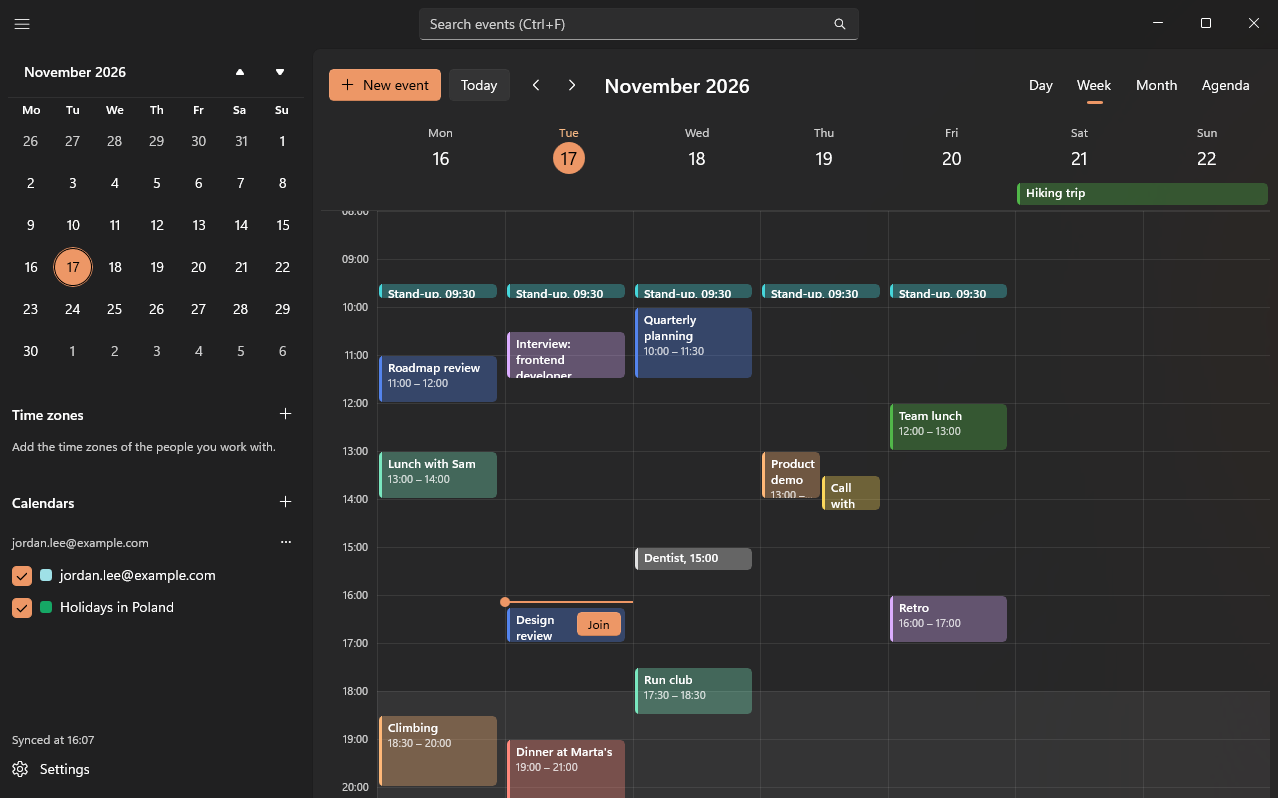 Search events (Ctrl+F)
November 2026
Mo Tu We Th Fr Sa Su
26 27 28 29 30 31 1
2 3 4 5 6 7 8
9 10 11 12 13 14 15
16 17 18 19 20 21 22
23 24 25 26 27 28 29
30 1 2 3 4 5 6
Time zones
Add the time zones of the people you work with.
Calendars
jordan.lee@example.com
jordan.lee@example.com
Holidays in Poland
Synced at 16:07
Settings
New event
Today
November 2026
Day Week Month Agenda
Mon Tue Wed Thu Fri Sat Sun
16 17 18 19 20 21 22
Hiking trip
08:00
09:00
Stand-up, 09:30 Stand-up, 09:30 Stand-up, 09:30 Stand-up, 09:30 Stand-up, 09:30
10:00
Quarterly
planning
10:00 – 11:30
Interview:
frontend
developer
11:00
Roadmap review
11:00 – 12:00
12:00
Team lunch
12:00 – 13:00
13:00
Lunch with Sam
13:00 – 14:00
Product
demo
13:00 –
Call
with
14:00
15:00
Dentist, 15:00
16:00
Design
review
Join
Retro
16:00 – 17:00
17:00
Run club
17:30 – 18:30
18:00
Climbing
18:30 – 20:00
19:00
Dinner at Marta's
19:00 – 21:00
20:00